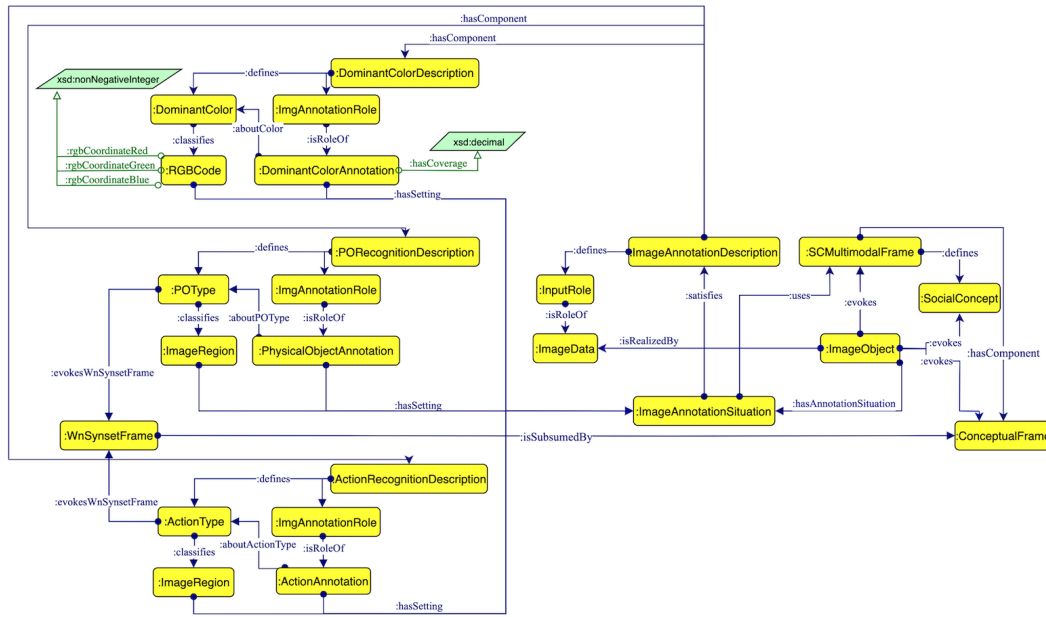 :hasComponent
:hasComponent
:DominantColorDescription
xsd:nonNegativeInteger
:defines
:DominantColor
:ImgAnnotationRole
:aboutColor
:classifies
:isRoleOf
xsd:decimal
:rgbCoordinateRed
:rgbCoordinateGreen
:rgbCoordinateBlue
:RGBCode
:DominantColorAnnotation
:hasCoverage
:hasSetting
:PORecognitionDescription
:defines
:POType
:ImgAnnotationRole
:classifies
:aboutPOType
:isRoleOf
:ImageRegion
:PhysicalObjectAnnotation
:evokesWnSynsetFrame
:hasSetting
:ImageAnnotationDescription
:defines
:InputRole
:isRoleOf
:ImageData
:isRealizedBy
:satisfies
:uses
:SCMultimodalFrame
:defines
:SocialConcept
:evokes
:ImageObject
:evokes
:evokes
:hasComponent
:hasAnnotationSituation
:ImageAnnotationSituation
:WnSynsetFrame
:isSubsumedBy
:ConceptualFrame
:ActionRecognitionDescription
:defines
:evokesWnSynsetFrame
:ActionType
:ImgAnnotationRole
:classifies
:aboutActionType
:isRoleOf
:ImageRegion
:ActionAnnotation
:hasSetting